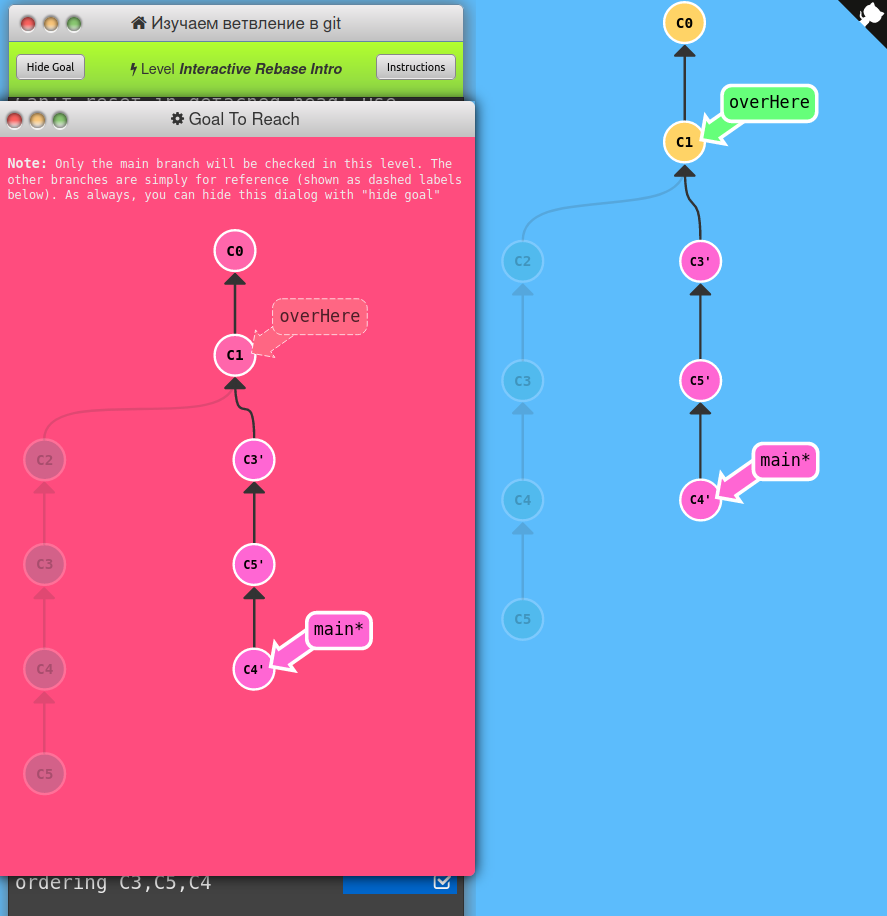 Изучаем ветвление in git
Hide Goal
Level Interactive Rebase Intro
Instructions
Goal To Reach
Note: Only the main branch will be checked in this level. The
other branches are simply for reference (shown as dashed labels
below). As always, you can hide this dialog with "hide goal"
C0
overHere
C1
C2
C3'
C3
C5'
main*
C4
C4'
C5
ordering C3,C5,C4
C0
overHere
C1
C2
C3'
C3
C5'
main*
C4
C4'
C5